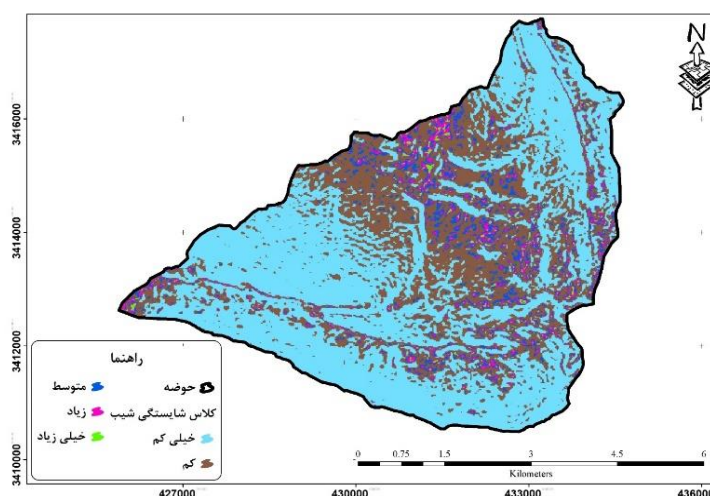 N
3416000
3414000
3412000
3410000
راهنما
حوضه
متوسط
کلاس شایستگی شیب
زیاد
خیلی کم
خیلی زیاد
کم
0 0.75 1.5 3 4.5 6
Kilometers
427000 430000 433000 436000